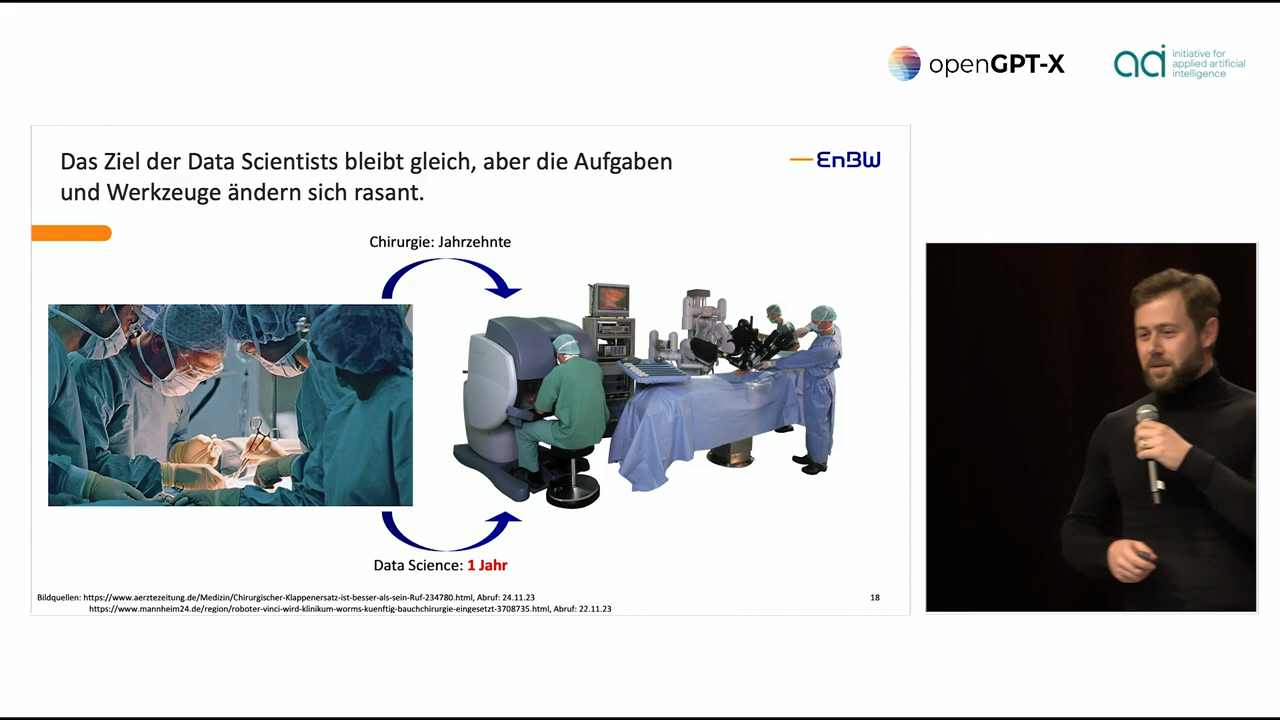 openGPT-X
aai initiative for
applied artificial
intelligence
Das Ziel der Data Scientists bleibt gleich, aber die Aufgaben
und Werkzeuge ändern sich rasant.
EnBW
Chirurgie: Jahrzehnte
Data Science: 1 Jahr
Bildquellen: https://www.aerztezeitung.de/Medizin/Chirurgischer-Klappenersatz-ist-besser-als-sein-Ruf-234780.html, Abruf: 24.11.23
https://www.mannheim24.de/region/roboter-vinci-wird-klinikum-worms-kuenftig-bauchchirurgie-eingesetzt-3708735.html, Abruf: 22.11.23
18